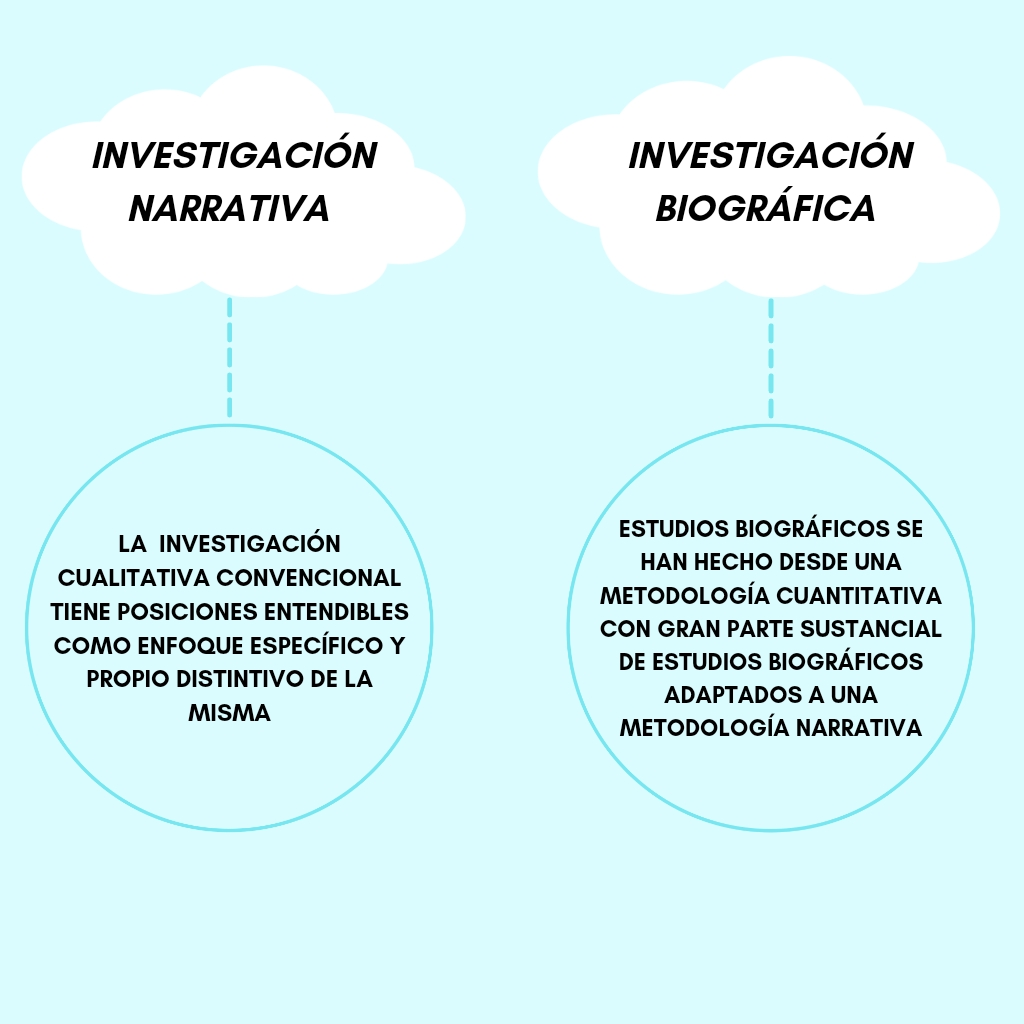 INVESTIGACIÓN
NARRATIVA
LA INVESTIGACIÓN
CUALITATIVA CONVENCIONAL
TIENE POSICIONES ENTENDIBLES
COMO ENFOQUE ESPECÍFICO Y
PROPIO DISTINTIVO DE LA
MISMA
INVESTIGACIÓN
BIOGRÁFICA
ESTUDIOS BIOGRÁFICOS SE
HAN HECHO DESDE UNA
METODOLOGÍA CUANTITATIVA
CON GRAN PARTE SUSTANCIAL
DE ESTUDIOS BIOGRÁFICOS
ADAPTADOS A UNA
METODOLOGÍA NARRATIVA